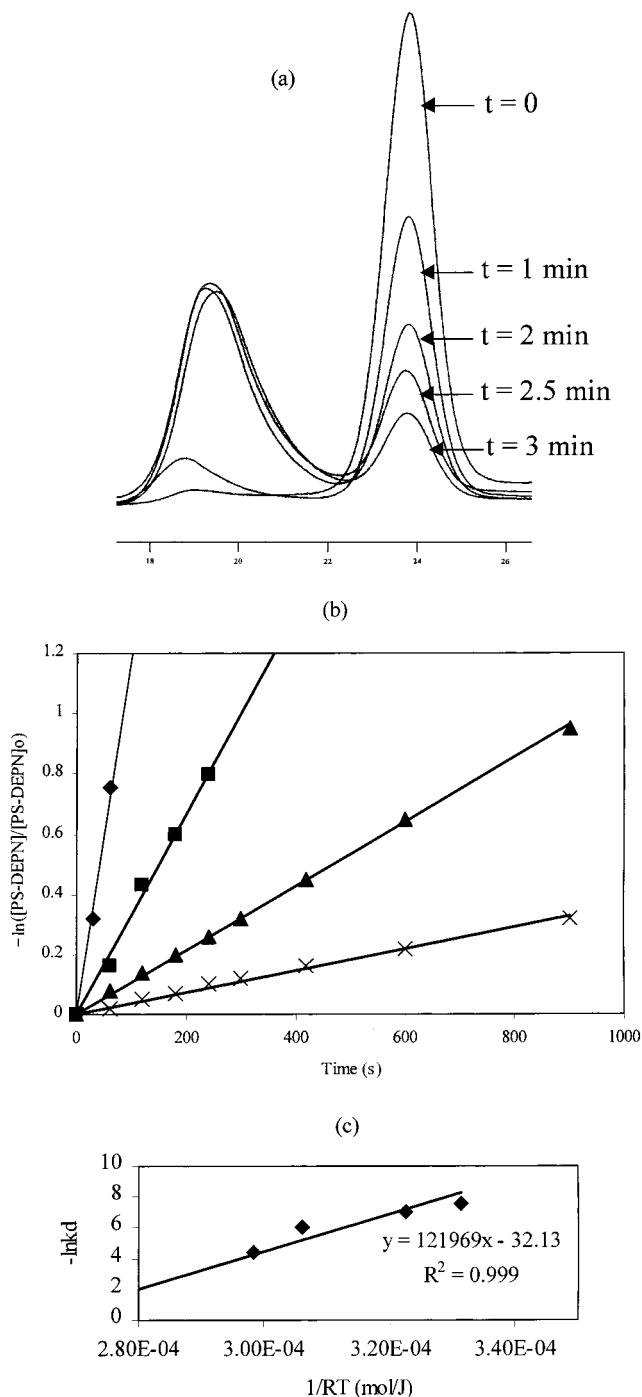 (a)
t = 0
t = 1 min
t = 2 min
t = 2.5 min
t = 3 min
18 20 22 24 26
(b)
−ln([PS-DEPN]/[PS-DEPN]o)
1.2
1
0.8
0.6
0.4
0.2
0
0 200 400 600 800 1000
Time (s)
(c)
-lnkd
10
8
6
4
2
0
y = 121969x - 32.13
R² = 0.999
2.80E-04 3.00E-04 3.20E-04 3.40E-04
1/RT (mol/J)